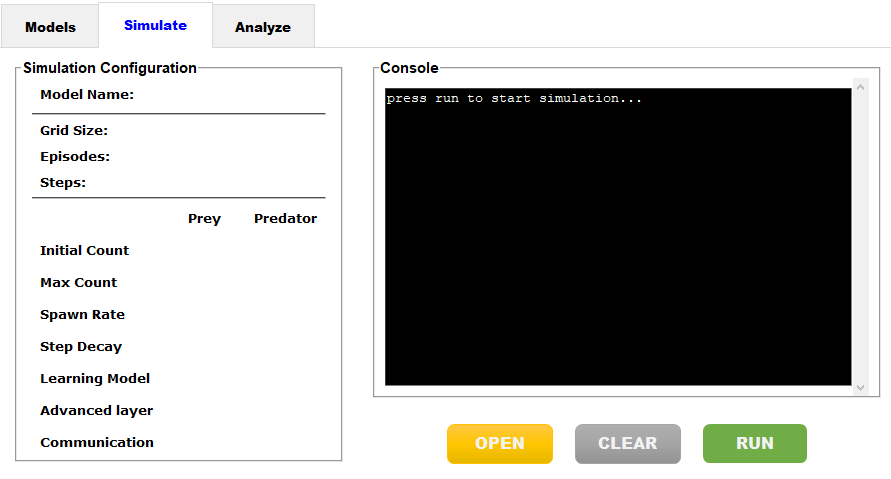 Models Simulate Analyze
Simulation Configuration
Model Name:
Grid Size:
Episodes:
Steps:
Prey Predator
Initial Count
Max Count
Spawn Rate
Step Decay
Learning Model
Advanced layer
Communication
Console
press run to start simulation...
OPEN CLEAR RUN